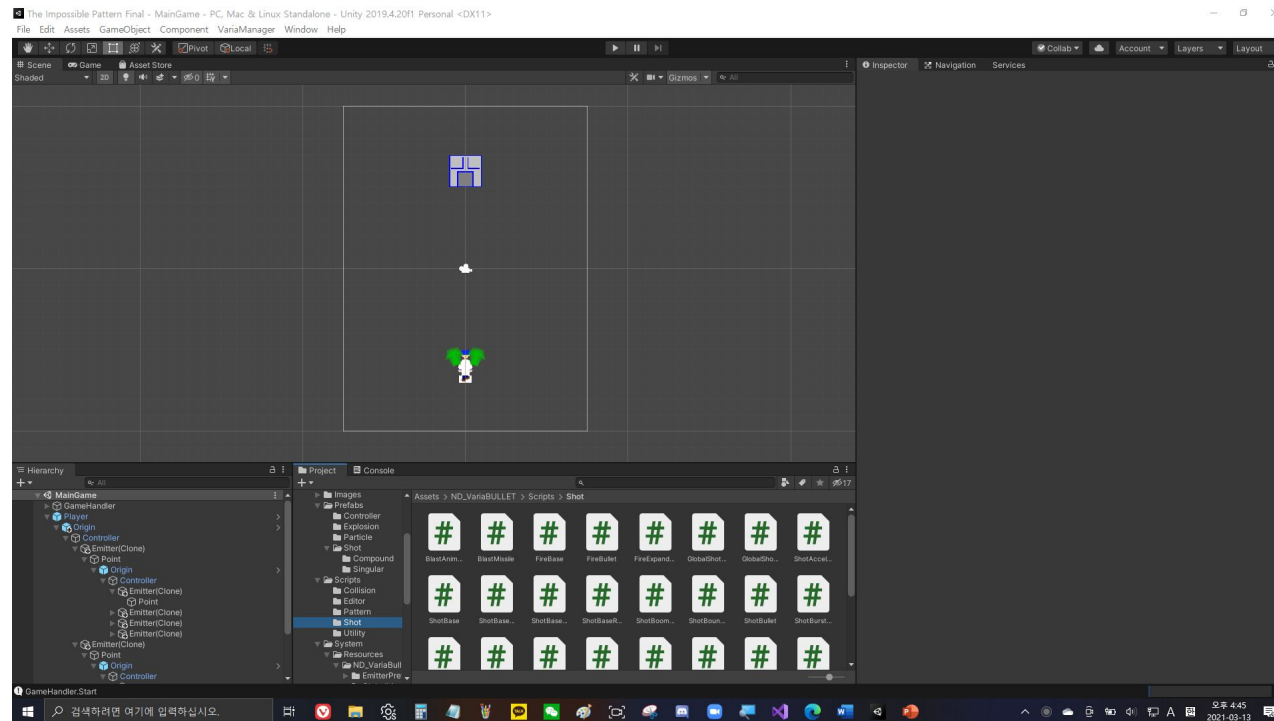 The Impossible Pattern Final - MainGame - PC, Mac & Linux Standalone - Unity 2019.4.20f1 Personal <DX11>
File Edit Assets GameObject Component VariaManager Window Help
Pivot Local Collab Account Layers Layout
Scene Game Asset Store Inspector Navigation Services
Shaded 2D 0 Gizmos All
Hierarchy Project Console
All 17
MainGame
GameHandler
Player
Origin
Controller
Emitter(Clone)
Point
Origin
Controller
Emitter(Clone)
Point
Emitter(Clone)
Emitter(Clone)
Emitter(Clone)
Emitter(Clone)
Point
Origin
Controller
Images
Prefabs
Controller
Explosion
Particle
Shot
Compound
Singular
Scripts
Collision
Editor
Pattern
Shot
Utility
System
Resources
ND_VariaBull
EmitterPre
Assets > ND_VariaBULLET > Scripts > Shot
BlastAnim... BlastMissile FireBase FireBullet FireExpand... GlobalShot... GlobalSho... ShotAccel...
ShotBase ShotBase... ShotBase... ShotBaseR... ShotBoom... ShotBoun... ShotBullet ShotBurst...
GameHandler.Start
검색하려면 여기에 입력하십시오.
A 오후 4:45
2021-03-13